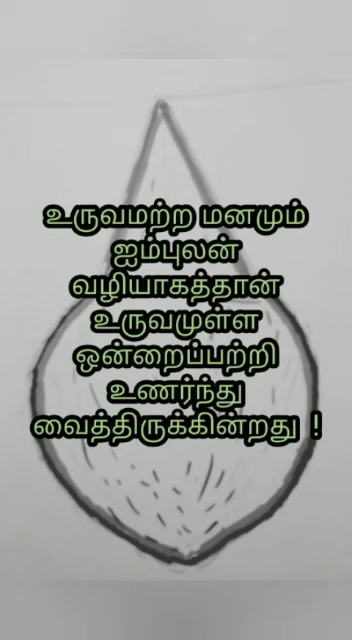 உருவமற்ற மனமும்
ஐம்புலன்
வழியாகத்தான்
உருவமுள்ள
ஒன்றைப்பற்றி
உணர்ந்து
வைத்திருக்கின்றது !